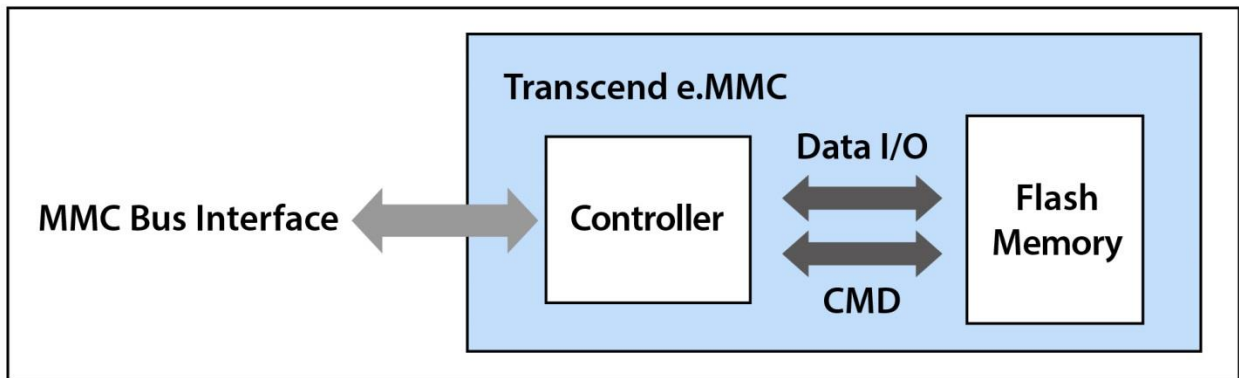 Transcend e.MMC
MMC Bus Interface
Controller
Data I/O
CMD
Flash
Memory